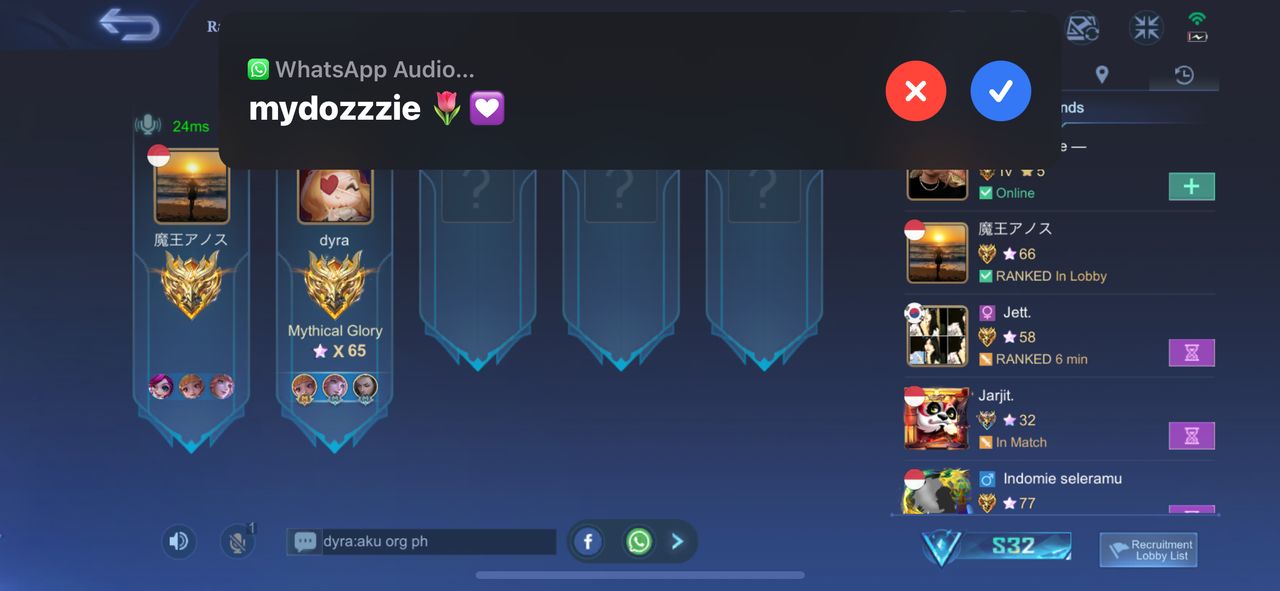 WhatsApp Audio...
mydozzzie 🌷 💟
24ms
魔王アノス
dyra
Mythical Glory
X 65
?
?
?
1
dyra:aku org ph
nds
e —
IV ★5
Online
魔王アノス
66
RANKED In Lobby
Jett.
58
RANKED 6 min
Jarjit.
32
In Match
Indomie seleramu
77
S32
Recruitment
Lobby List